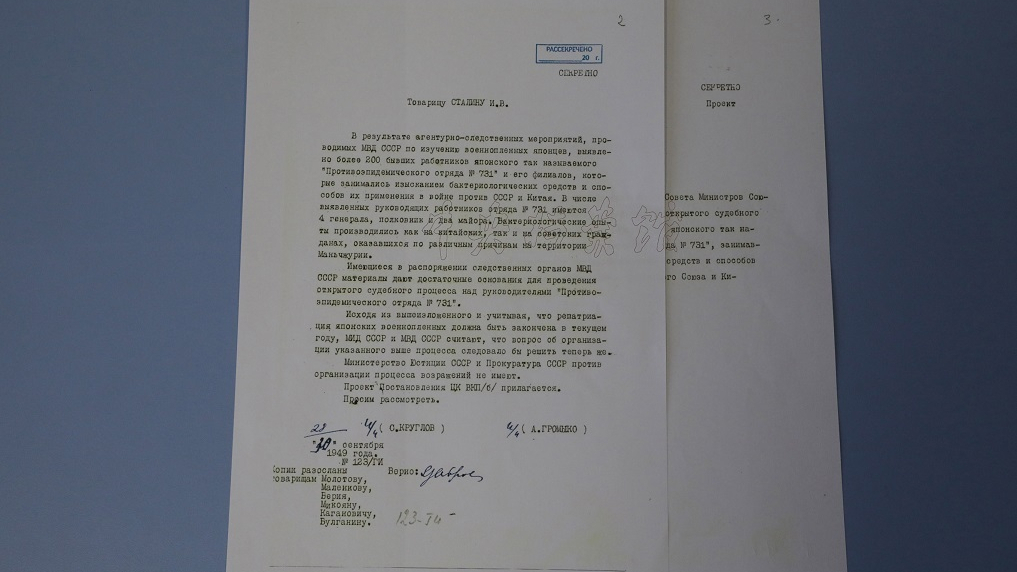 2
РАССЕКРЕЧЕНО
20 г.
СЕКРЕТНО
Товарищу СТАЛИНУ И.В.
В результате агентурно-следственных мероприятий, про-
водимых МВД СССР по изучению военнопленных японцев, выявле-
но более 200 бывших работников японского так называемого
"Противоэпидемического отряда № 731" и его филиалов, кото-
рые занимались изысканием бактериологических средств и спо-
собов их применения в войне против СССР и Китая. В числе
выявленных руководящих работников отряда № 731 имеются
4 генерала, полковник и два майора. Бактериологические опы-
ты производились как на китайских, так и на советских граж-
данах, оказавшихся по различным причинам на территории
Маньчжурии.
Имеющиеся в распоряжении следственных органов МВД
СССР материалы дают достаточные основания для проведения
открытого судебного процесса над руководителями "Противо-
эпидемического отряда № 731".
Исходя из вышеизложенного и учитывая, что репатриа-
ция японских военнопленных должна быть закончена в текущем
году, МИД СССР и МВД СССР считают, что вопрос об организа-
ции указанного выше процесса следовало бы решить теперь же.
Министерство Юстиции СССР и Прокуратура СССР против
организации процесса возражений не имеют.
Проект Постановления ЦК ВКП/б/ прилагается.
Просим рассмотреть.
( С.КРУГЛОВ ) ( А.ГРОМЫКО )
" " сентября
1949 года.
№ 123/ГИ
Копии разосланы
товарищам Молотову,
Маленкову,
Берия,
Микояну,
Кагановичу,
Булганину.
Верно:
3.
СЕКРЕТНО
Проект
Совета Министров Сою-
открытого судебного
японского так на-
да № 731", занимав-
средств и способов
го Союза и Ки-